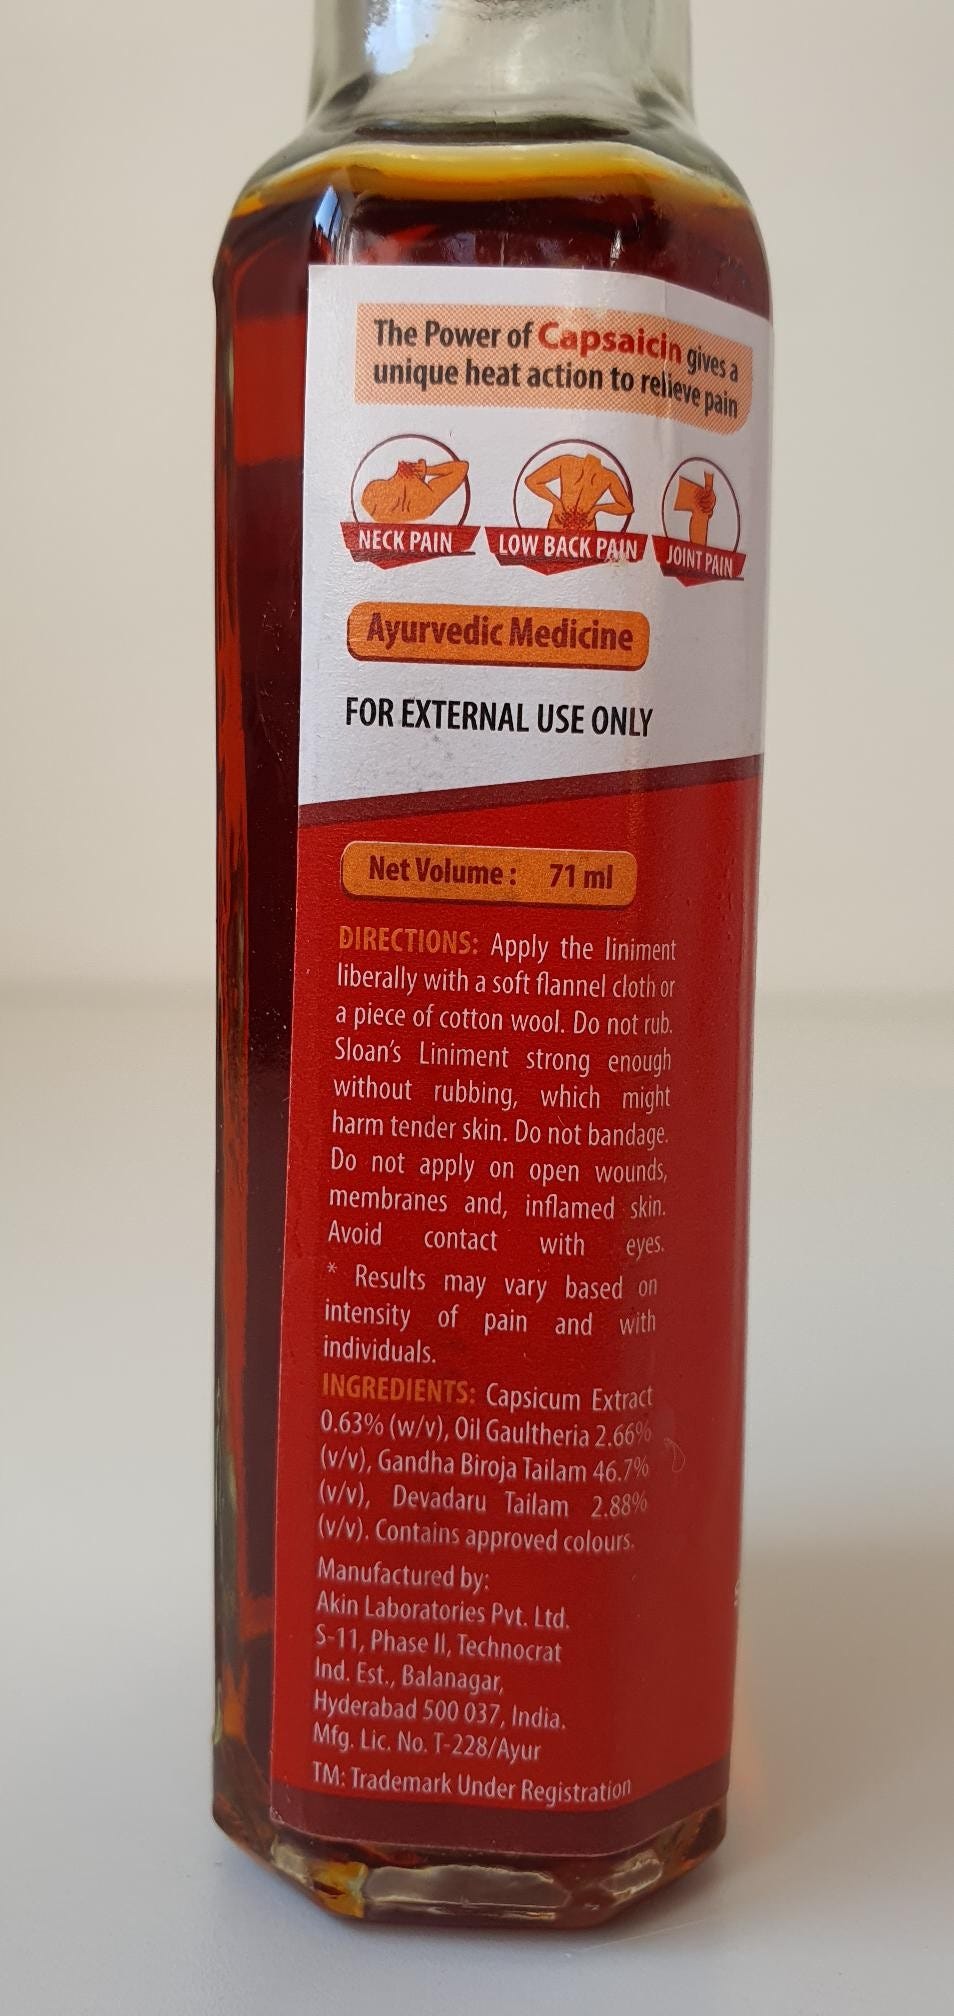 The Power of Capsaicin gives a
unique heat action to relieve pain
NECK PAIN
LOW BACK PAIN
JOINT PAIN
Ayurvedic Medicine
FOR EXTERNAL USE ONLY
Net Volume : 71 ml
DIRECTIONS: Apply the liniment
liberally with a soft flannel cloth or
a piece of cotton wool. Do not rub.
Sloan's Liniment strong enough
without rubbing, which might
harm tender skin. Do not bandage.
Do not apply on open wounds,
membranes and, inflamed skin.
Avoid contact with eyes.
* Results may vary based on
intensity of pain and with
individuals.
INGREDIENTS: Capsicum Extract
0.63% (w/v), Oil Gaultheria 2.66%
(v/v), Gandha Biroja Tailam 46.7%
(v/v), Devadaru Tailam 2.88%
(v/v). Contains approved colours.
Manufactured by:
Akin Laboratories Pvt. Ltd.
S-11, Phase II, Technocrat
Ind. Est., Balanagar,
Hyderabad 500 037, India.
Mfg. Lic. No. T-228/Ayur
TM: Trademark Under Registration